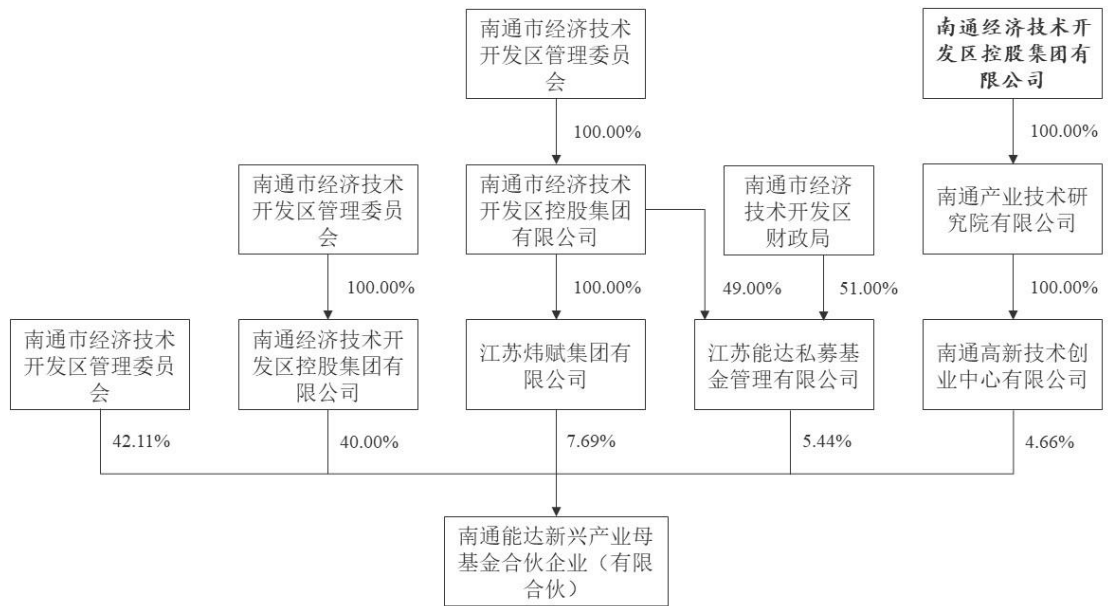 南通市经济技术
开发区管理委员
会
南通经济技术开
发区控股集团有
限公司
100.00%
100.00%
南通市经济技术
开发区管理委员
会
南通市经济技术
开发区控股集团
有限公司
南通市经济
技术开发区
财政局
南通产业技术研
究院有限公司
100.00%
100.00%
49.00%
51.00%
100.00%
南通市经济技术
开发区管理委员
会
南通经济技术开
发区控股集团有
限公司
江苏炜赋集团有
限公司
江苏能达私募基
金管理有限公司
南通高新技术创
业中心有限公司
42.11%
40.00%
7.69%
5.44%
4.66%
南通能达新兴产业母
基金合伙企业（有限
合伙）